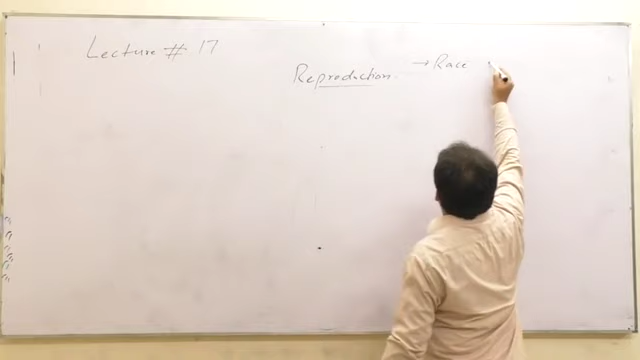 Lecture # 17
Reproduction. → Race